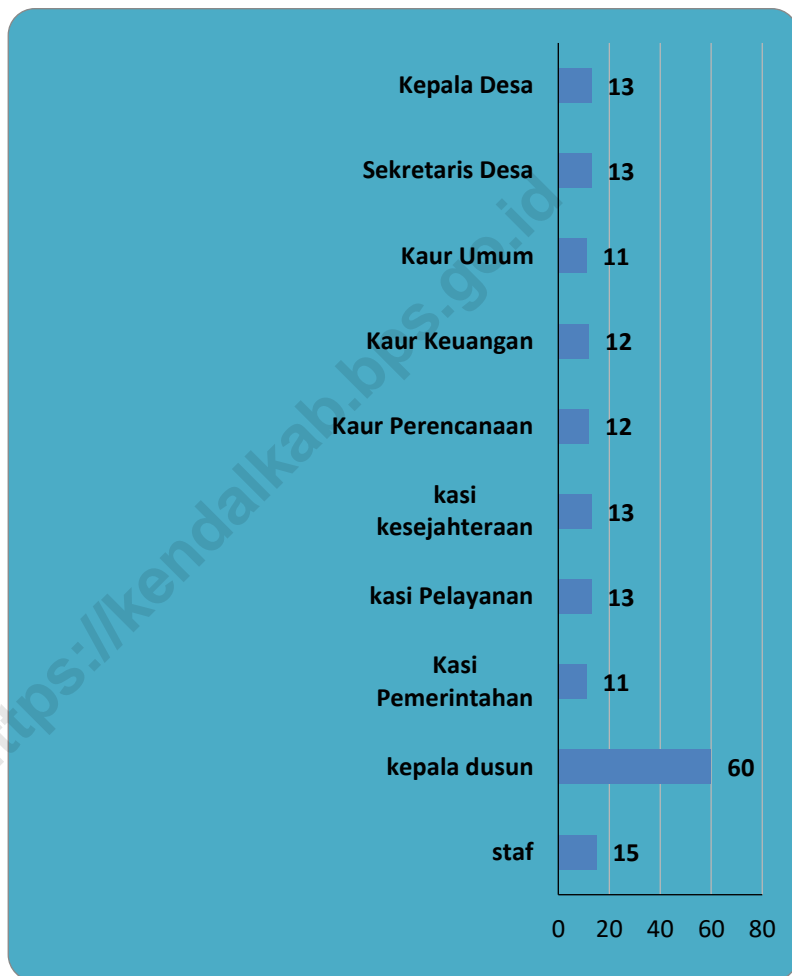 Kepala Desa 13
Sekretaris Desa 13
Kaur Umum 11
Kaur Keuangan 12
Kaur Perencanaan 12
kasi
kesejahteraan 13
kasi Pelayanan 13
Kasi
Pemerintahan 11
kepala dusun 60
staf 15
0 20 40 60 80
ttps://kendalkab.bps.go.id